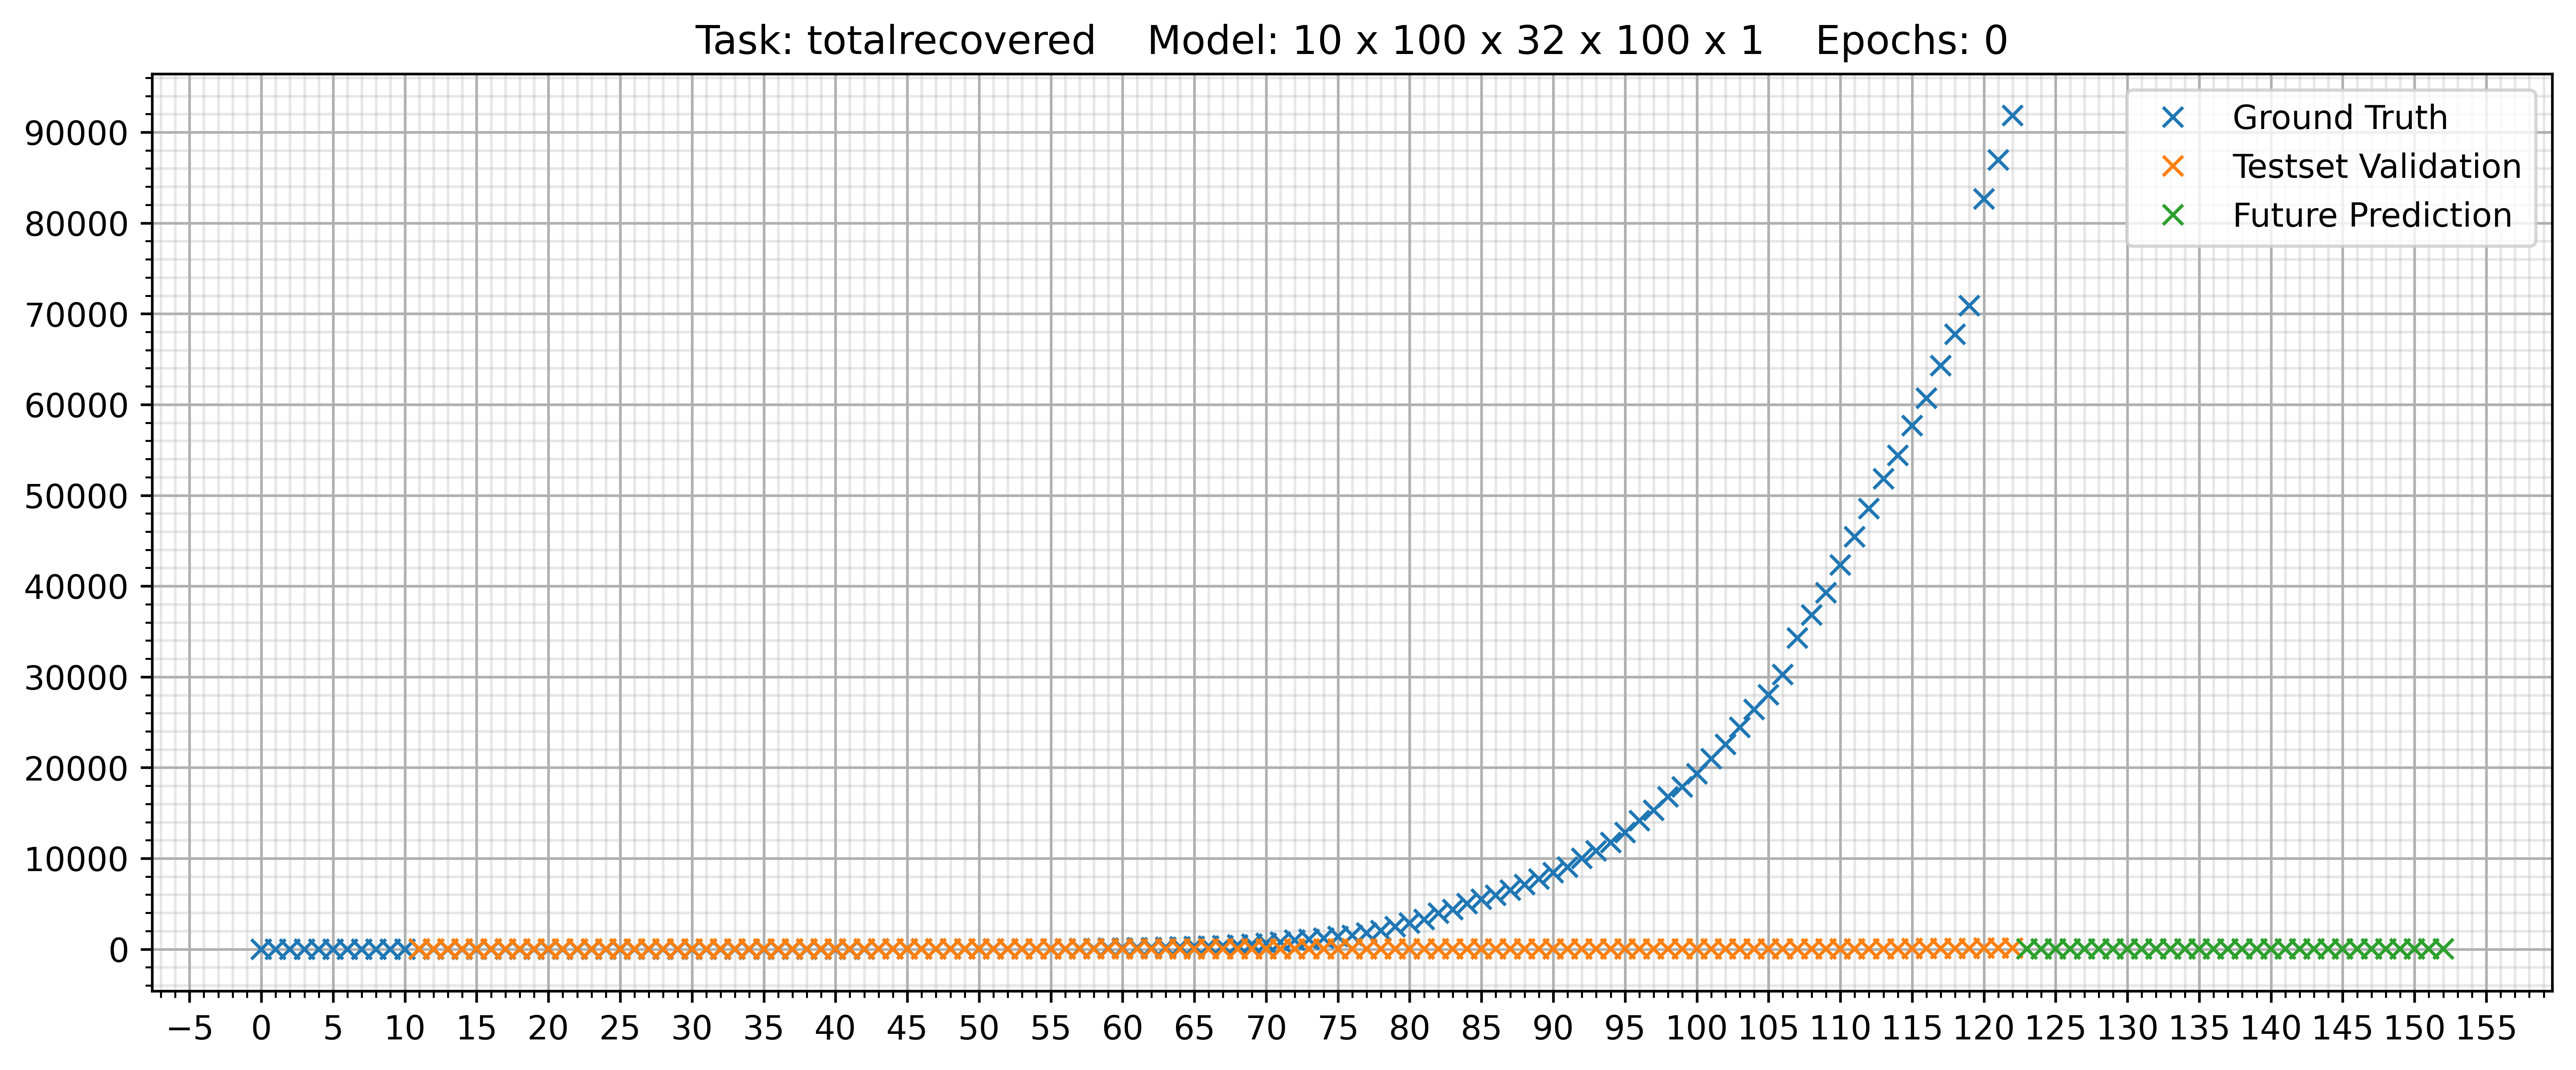 Task: totalrecovered    Model: 10 x 100 x 32 x 100 x 1    Epochs: 0
90000
80000
70000
60000
50000
40000
30000
20000
10000
0
Ground Truth
Testset Validation
Future Prediction
−5 0 5 10 15 20 25 30 35 40 45 50 55 60 65 70 75 80 85 90 95 100 105 110 115 120 125 130 135 140 145 150 155